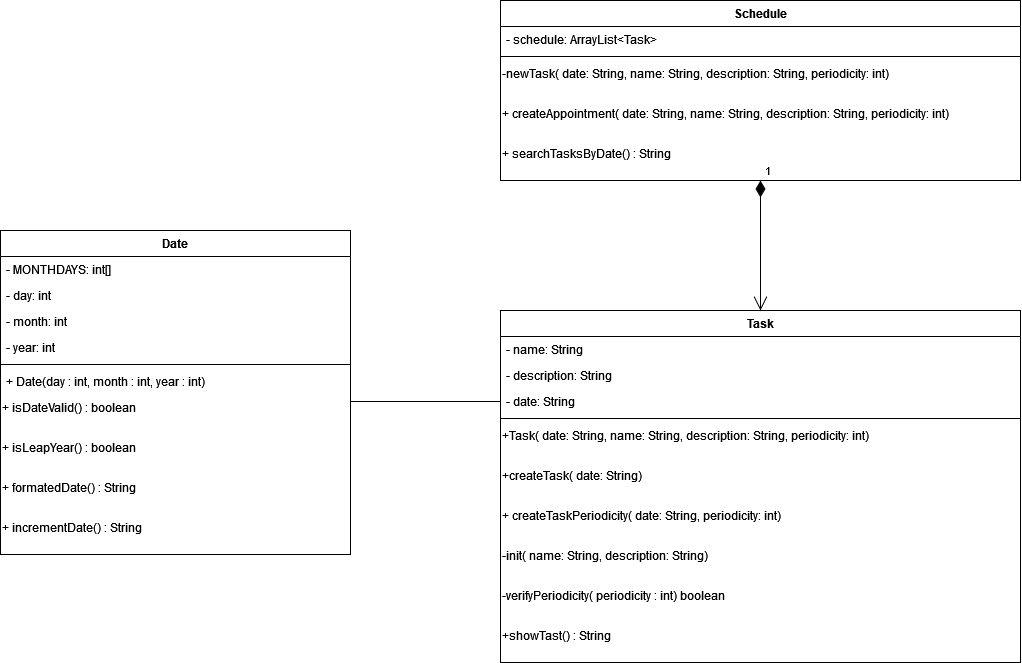 Schedule
- schedule: ArrayList<Task>
-newTask( date: String, name: String, description: String, periodicity: int)
+ createAppointment( date: String, name: String, description: String, periodicity: int)
+ searchTasksByDate() : String
1
Date
- MONTHDAYS: int[]
- day: int
- month: int
- year: int
+ Date(day : int, month : int, year : int)
+ isDateValid() : boolean
+ isLeapYear() : boolean
+ formatedDate() : String
+ incrementDate() : String
Task
- name: String
- description: String
- date: String
+Task( date: String, name: String, description: String, periodicity: int)
+createTask( date: String)
+ createTaskPeriodicity( date: String, periodicity: int)
-init( name: String, description: String)
-verifyPeriodicity( periodicity : int) boolean
+showTast() : String